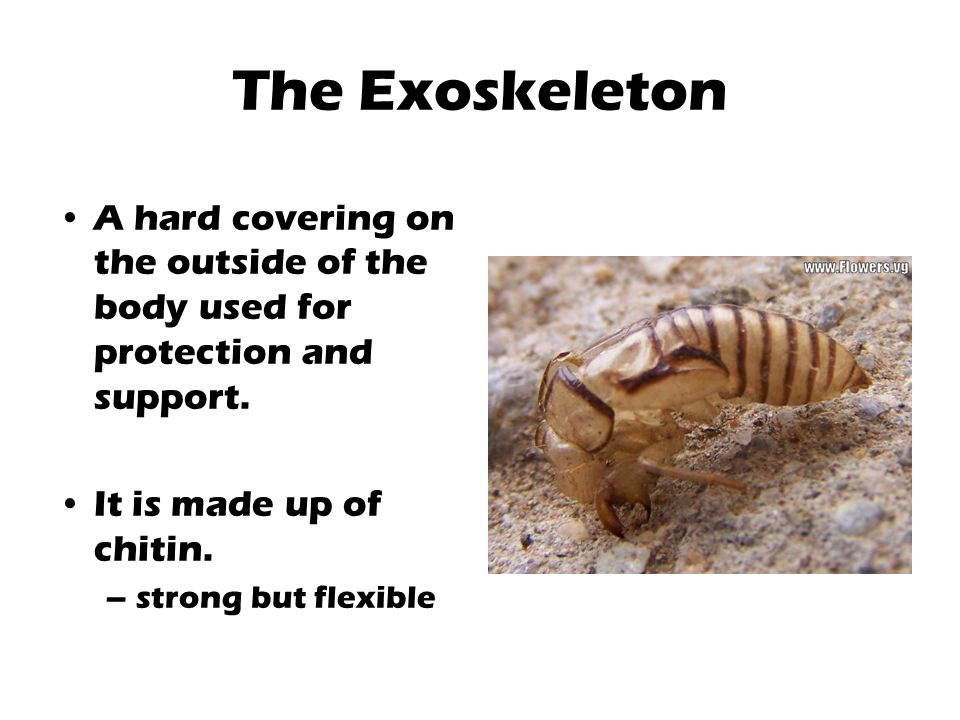 The Exoskeleton
• A hard covering on
the outside of the
body used for
protection and
support.
• It is made up of
chitin.
– strong but flexible
www.Flowers.vg